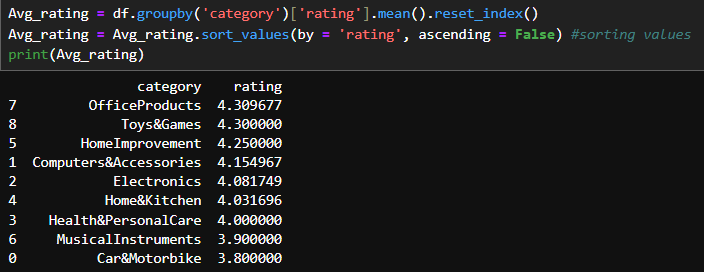 Avg_rating = df.groupby('category')['rating'].mean().reset_index()
Avg_rating = Avg_rating.sort_values(by = 'rating', ascending = False) #sorting values
print(Avg_rating)
category rating
7 OfficeProducts 4.309677
8 Toys&Games 4.300000
5 HomeImprovement 4.250000
1 Computers&Accessories 4.154967
2 Electronics 4.081749
4 Home&Kitchen 4.031696
3 Health&PersonalCare 4.000000
6 MusicalInstruments 3.900000
0 Car&Motorbike 3.800000